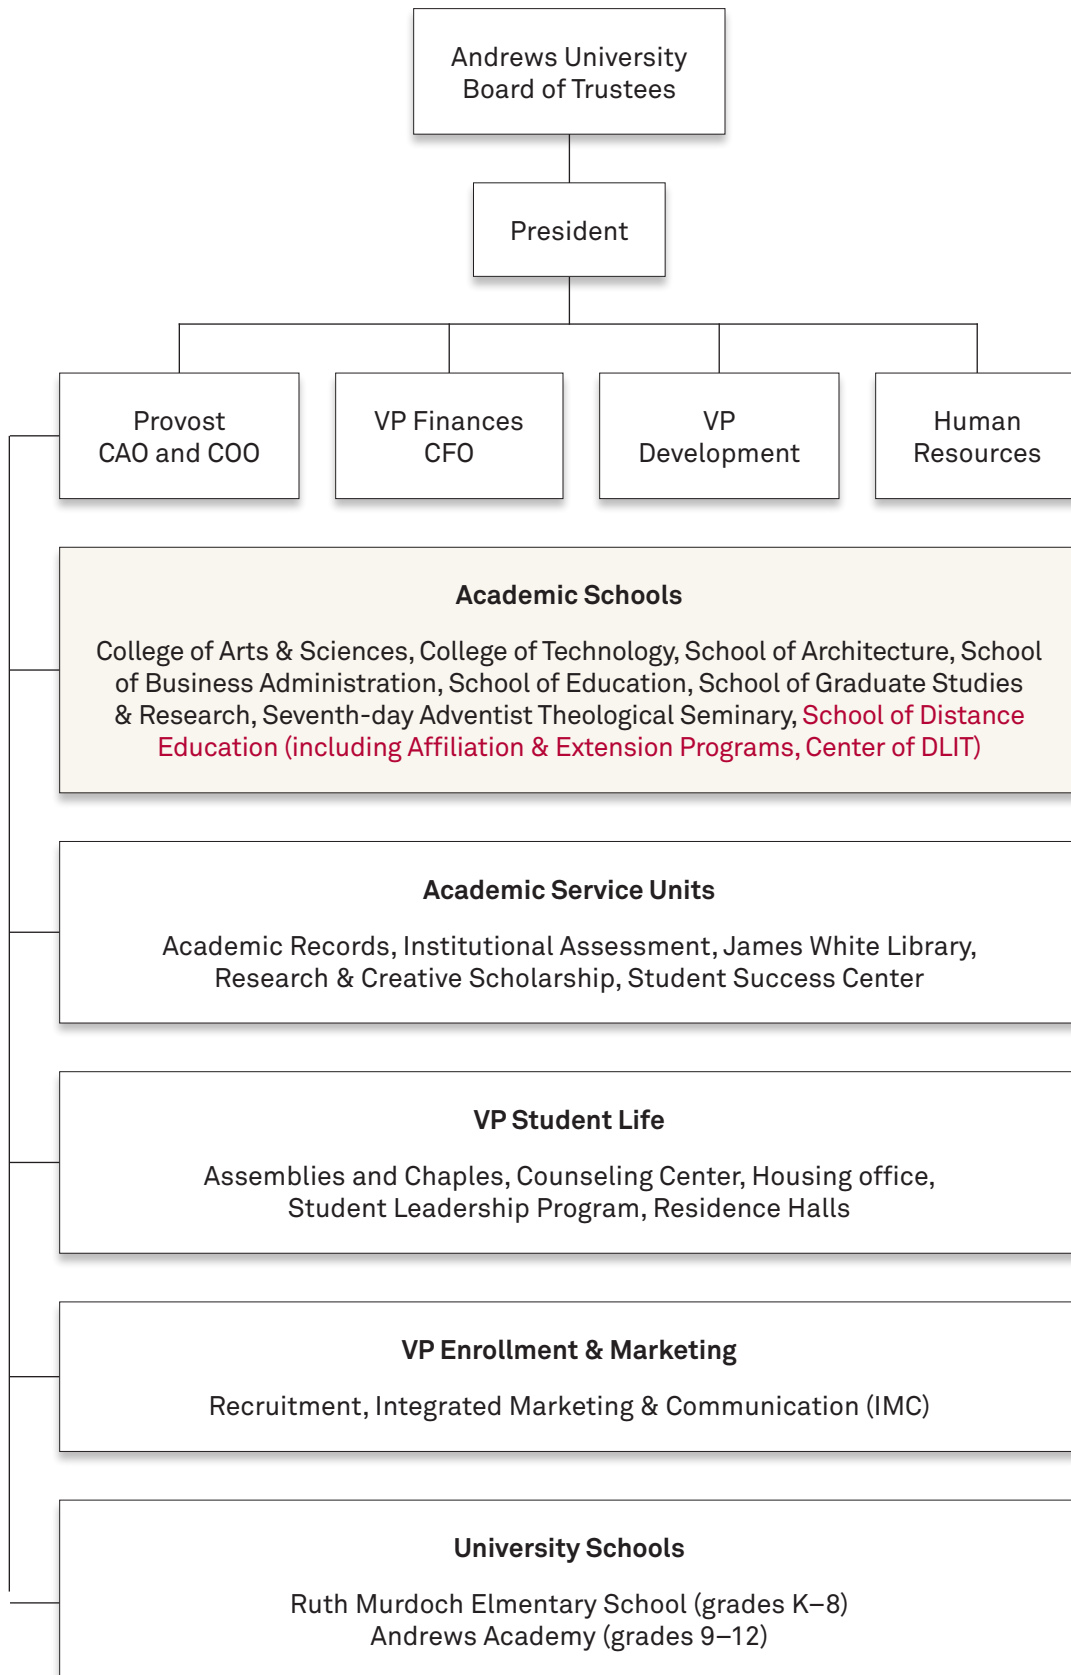 Andrews University
Board of Trustees
President
Provost
CAO and COO
VP Finances
CFO
VP
Development
Human
Resources
Academic Schools
College of Arts & Sciences, College of Technology, School of Architecture, School
of Business Administration, School of Education, School of Graduate Studies
& Research, Seventh-day Adventist Theological Seminary, School of Distance
Education (including Affiliation & Extension Programs, Center of DLIT)
Academic Service Units
Academic Records, Institutional Assessment, James White Library,
Research & Creative Scholarship, Student Success Center
VP Student Life
Assemblies and Chaples, Counseling Center, Housing office,
Student Leadership Program, Residence Halls
VP Enrollment & Marketing
Recruitment, Integrated Marketing & Communication (IMC)
University Schools
Ruth Murdoch Elmentary School (grades K–8)
Andrews Academy (grades 9–12)